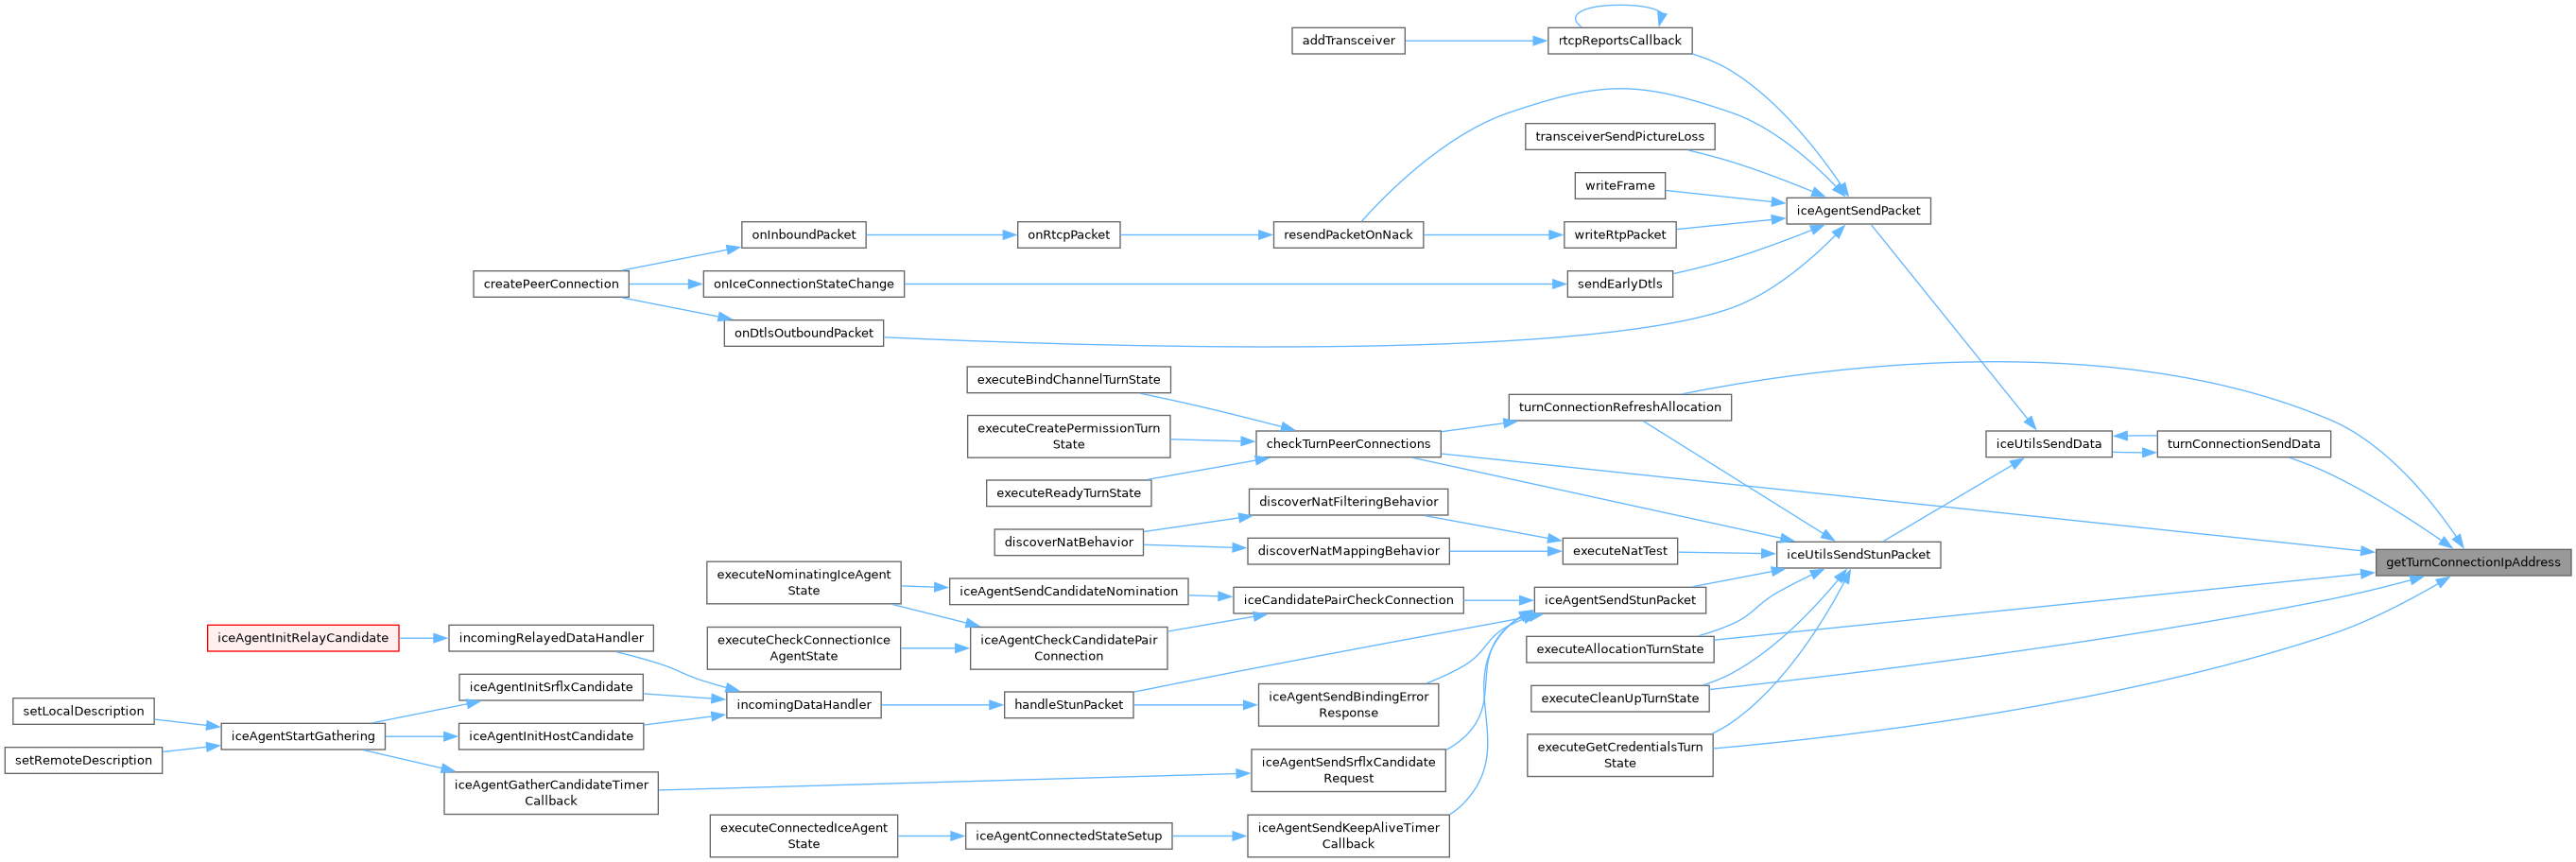 addTransceiver
rtcpReportsCallback
transceiverSendPictureLoss
writeFrame
iceAgentSendPacket
onInboundPacket
onRtcpPacket
resendPacketOnNack
writeRtpPacket
createPeerConnection
onIceConnectionStateChange
sendEarlyDtls
onDtlsOutboundPacket
executeBindChannelTurnState
turnConnectionRefreshAllocation
executeCreatePermissionTurn
State
checkTurnPeerConnections
iceUtilsSendData
turnConnectionSendData
executeReadyTurnState
discoverNatFilteringBehavior
discoverNatBehavior
discoverNatMappingBehavior
executeNatTest
iceUtilsSendStunPacket
getTurnConnectionIpAddress
executeNominatingIceAgent
State
iceAgentSendCandidateNomination
iceCandidatePairCheckConnection
iceAgentSendStunPacket
iceAgentInitRelayCandidate
incomingRelayedDataHandler
executeCheckConnectionIce
AgentState
iceAgentCheckCandidatePair
Connection
executeAllocationTurnState
iceAgentInitSrflxCandidate
setLocalDescription
incomingDataHandler
handleStunPacket
iceAgentSendBindingError
Response
executeCleanUpTurnState
iceAgentStartGathering
iceAgentInitHostCandidate
setRemoteDescription
executeGetCredentialsTurn
State
iceAgentSendSrflxCandidate
Request
iceAgentGatherCandidateTimer
Callback
executeConnectedIceAgent
State
iceAgentConnectedStateSetup
iceAgentSendKeepAliveTimer
Callback